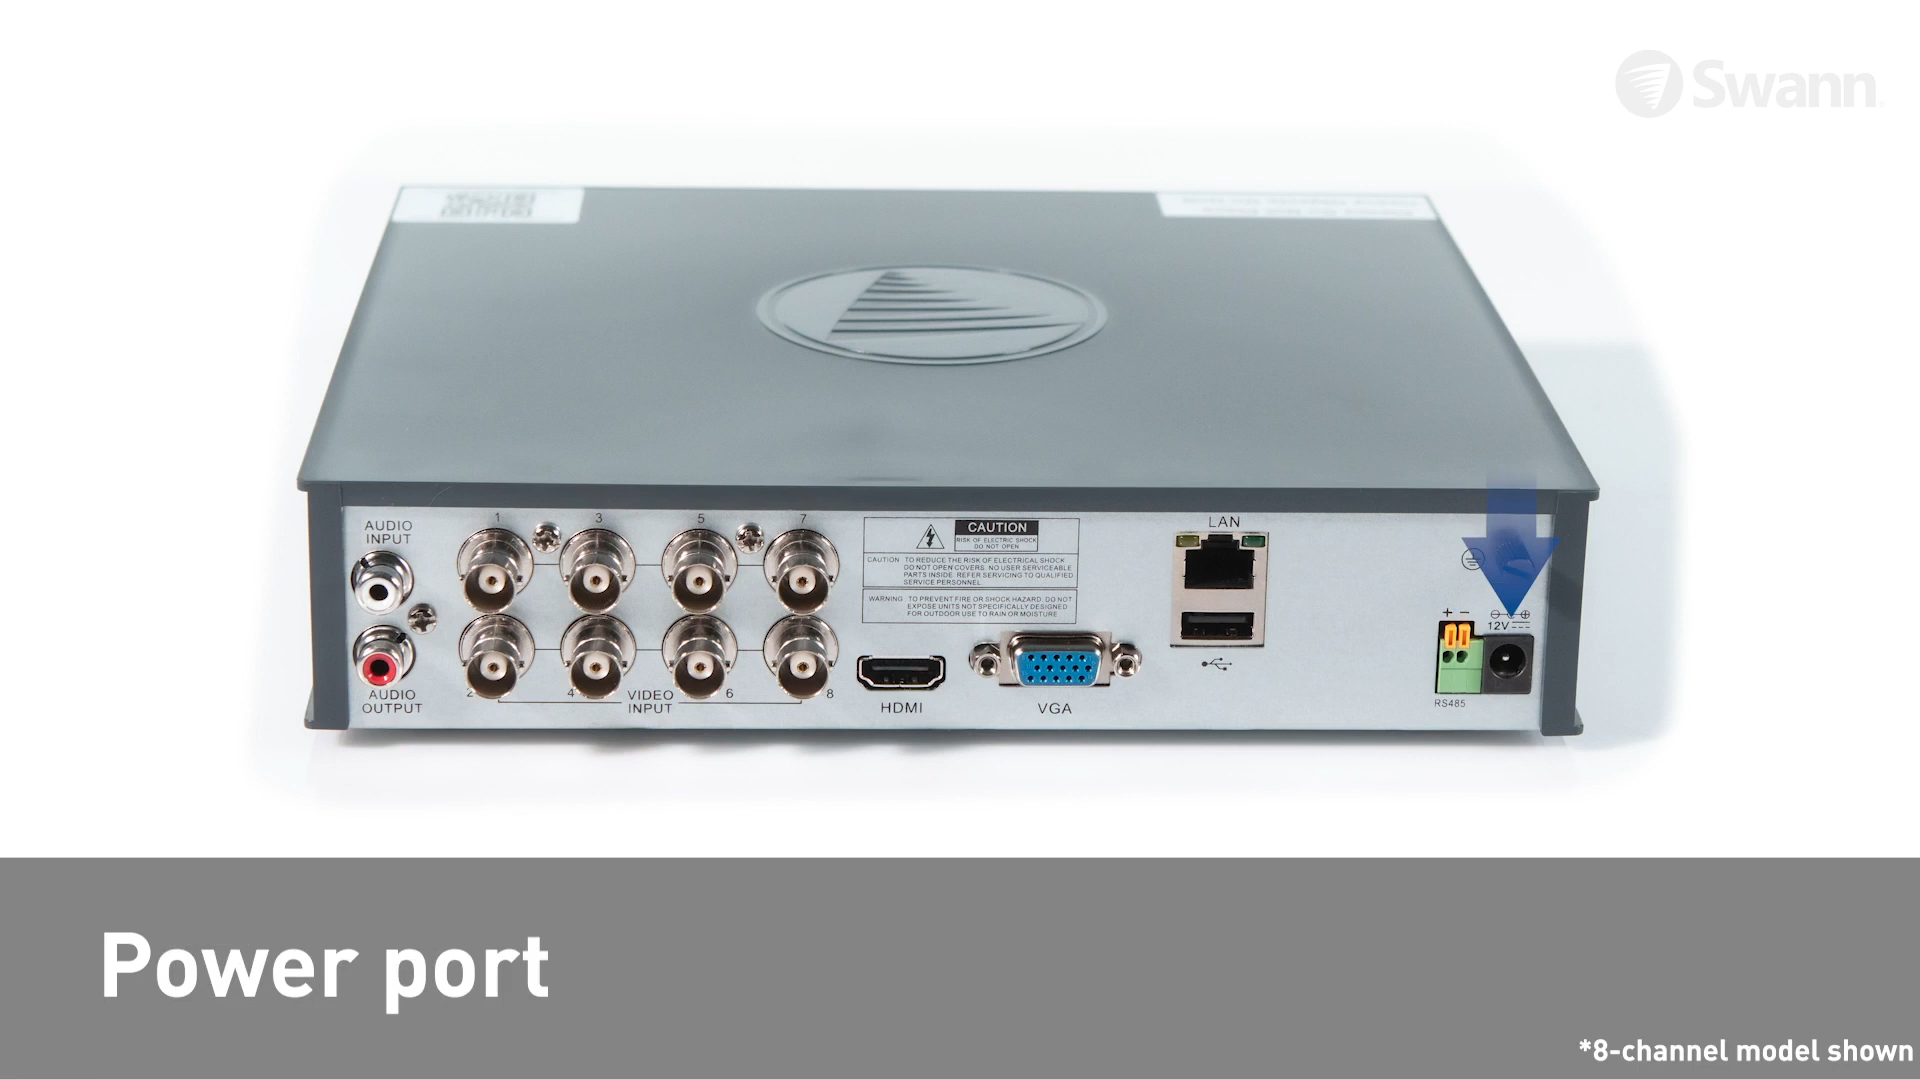 Swann
AUDIO
INPUT
1 3 5 7
CAUTION
RISK OF ELECTRIC SHOCK
DO NOT OPEN
CAUTION TO REDUCE THE RISK OF ELECTRICAL SHOCK
DO NOT OPEN COVERS. NO USER SERVICEABLE
PARTS INSIDE. REFER SERVICING TO QUALIFIED
SERVICE PERSONNEL.
WARNING : TO PREVENT FIRE OR SHOCK HAZARD, DO NOT
EXPOSE UNITS NOT SPECIFICALLY DESIGNED
FOR OUTDOOR USE TO RAIN OR MOISTURE.
LAN
+ −
12V
AUDIO
OUTPUT
2 4 6 8
VIDEO
INPUT
HDMI
VGA
RS485
Power port
*8-channel model shown